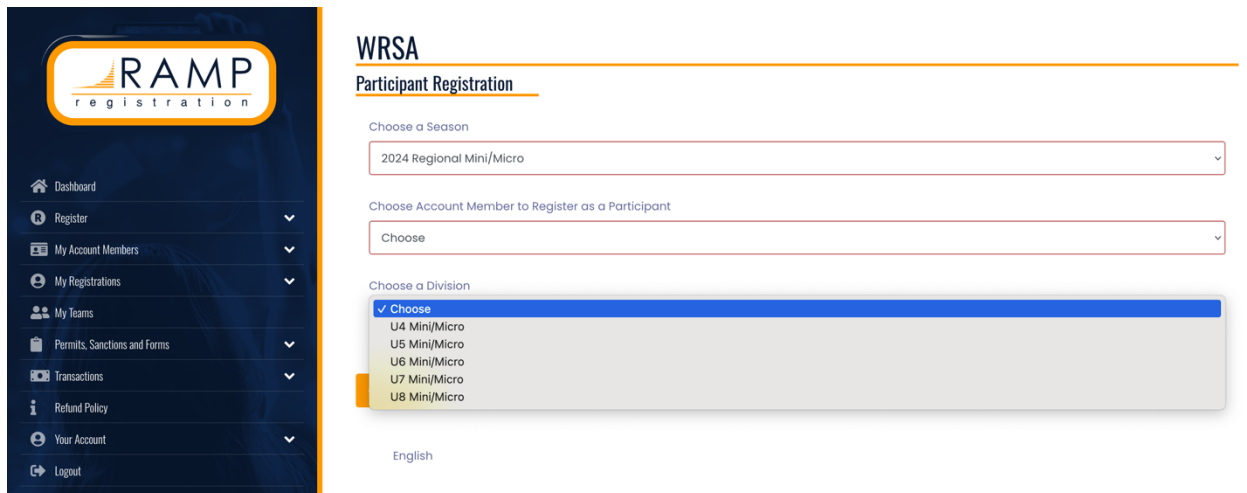 RAMP
registration
Dashboard
Register
My Account Members
My Registrations
My Teams
Permits, Sanctions and Forms
Transactions
Refund Policy
Your Account
Logout
WRSA
Participant Registration
Choose a Season
2024 Regional Mini/Micro
Choose Account Member to Register as a Participant
Choose
Choose a Division
✓ Choose
U4 Mini/Micro
U5 Mini/Micro
U6 Mini/Micro
U7 Mini/Micro
U8 Mini/Micro
English